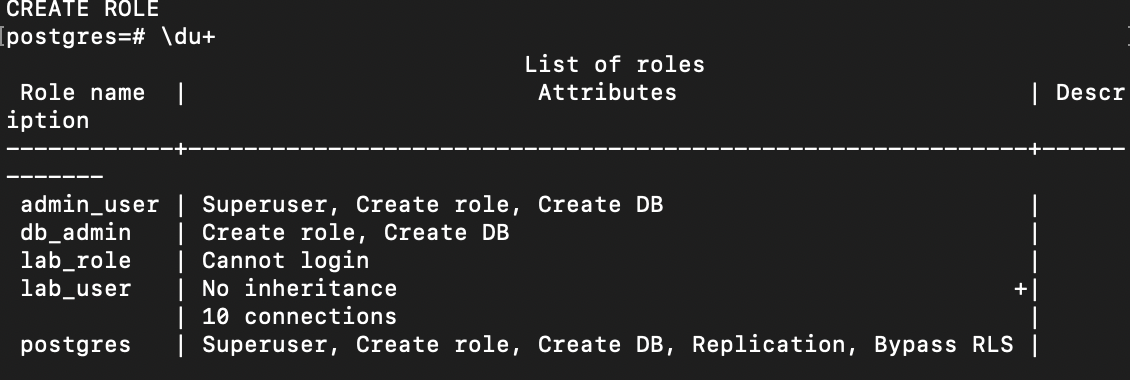 CREATE ROLE
[postgres=# \du+                                                                 ]
                                     List of roles
 Role name  |                         Attributes                         | Descr
iption
------------+------------------------------------------------------------+------
-------
 admin_user | Superuser, Create role, Create DB                          |
 db_admin   | Create role, Create DB                                     |
 lab_role   | Cannot login                                               |
 lab_user   | No inheritance                                            +|
            | 10 connections                                             |
 postgres   | Superuser, Create role, Create DB, Replication, Bypass RLS |